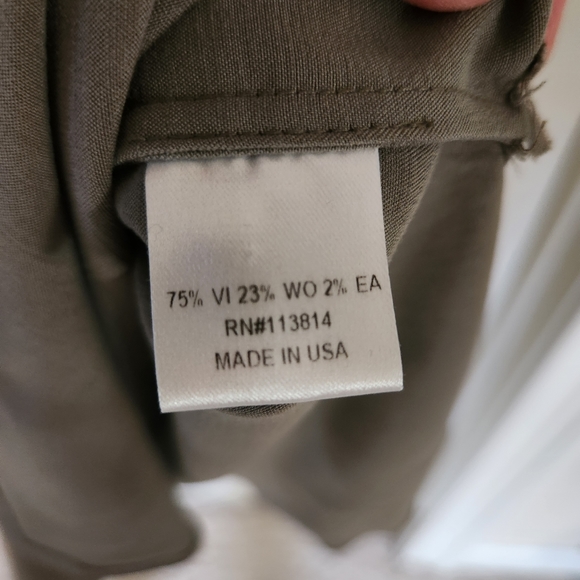 75% VI 23% WO 2% EA
RN#113814
MADE IN USA